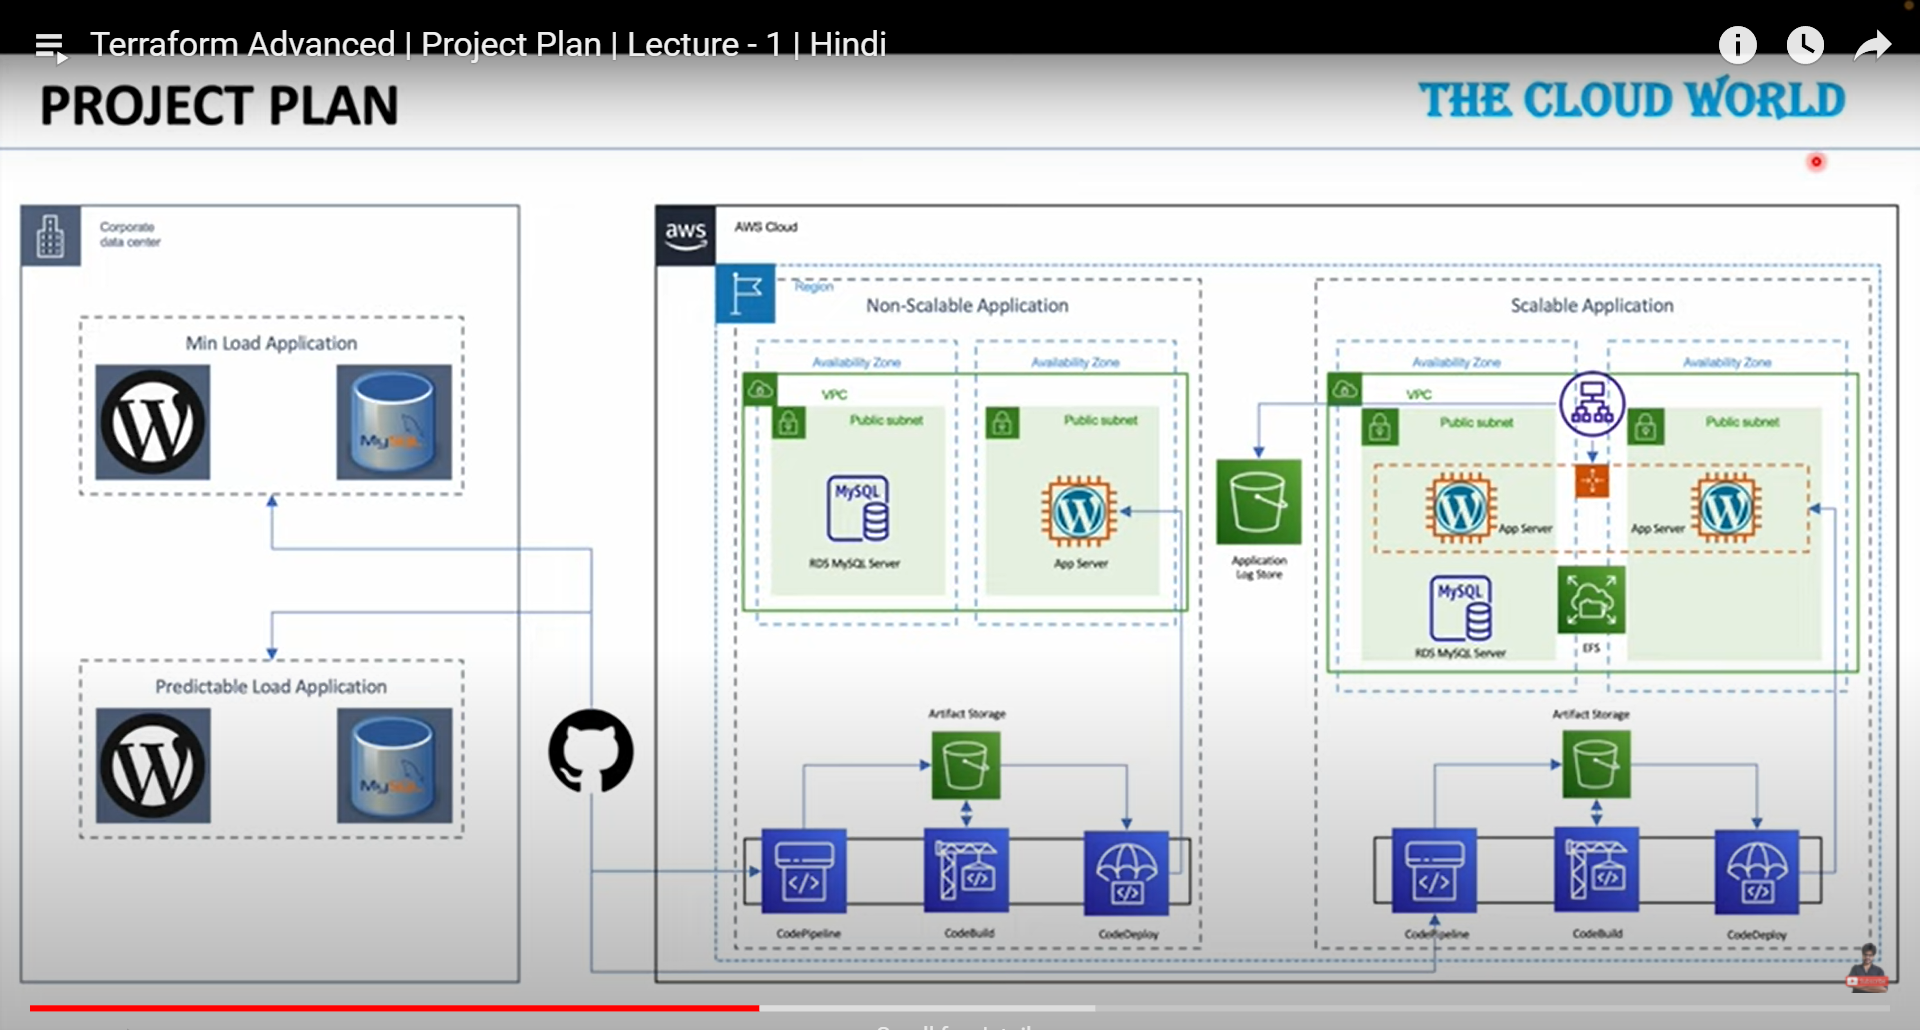 Terraform Advanced | Project Plan | Lecture - 1 | Hindi
PROJECT PLAN
THE CLOUD WORLD
Corporate
data center
Min Load Application
MySQL
Predictable Load Application
MySQL
aws
AWS Cloud
Region
Non-Scalable Application
Availability Zone
Availability Zone
VPC
Public subnet
Public subnet
MySQL
RDS MySQL Server
App Server
Application
Log Store
Scalable Application
Availability Zone
Availability Zone
VPC
Public subnet
Public subnet
App Server
App Server
MySQL
RDS MySQL Server
EFS
Artifact Storage
CodePipeline
CodeBuild
CodeDeploy
Artifact Storage
CodePipeline
CodeBuild
CodeDeploy